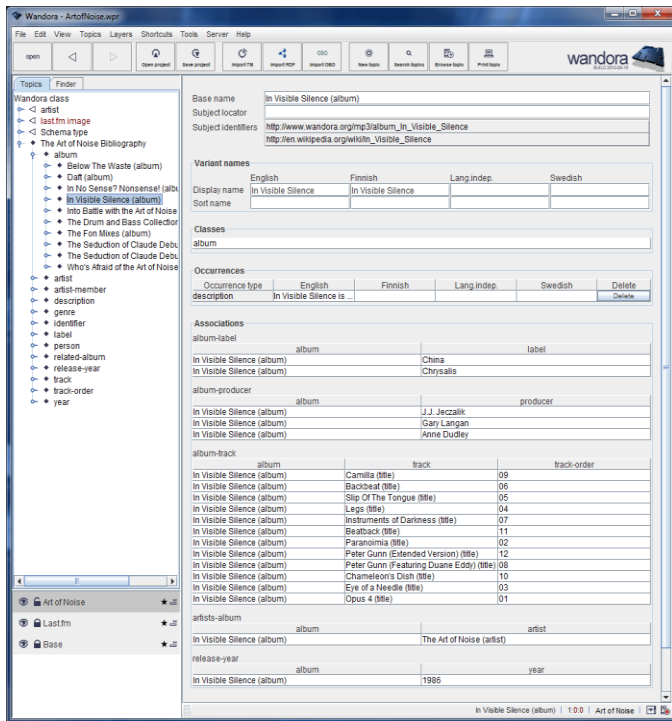 Wandora - ArtofNoise.wpr
File Edit View Topics Layers Shortcuts Tools Server Help
open Open project Save project Import TM Import RDF OBO Import OBO New topic Search topics Browse topic Print topic wandora
Topics Finder
Wandora class
artist
last.fm image
Schema type
The Art of Noise Bibliography
album
Below The Waste (album)
Daft (album)
In No Sense? Nonsense! (albu
In Visible Silence (album)
Into Battle with the Art of Noise
The Drum and Bass Collection
The Fon Mixes (album)
The Seduction of Claude Debu
The Seduction of Claude Debu
Who's Afraid of the Art of Noise
artist
artist-member
description
genre
identifier
label
person
related-album
release-year
track
track-order
year
Art of Noise
Last.fm
Base
Base name In Visible Silence (album)
Subject locator
Subject identifiers http://www.wandora.org/mp3/album_In_Visible_Silence
http://en.wikipedia.org/wiki/In_Visible_Silence
Variant names
English Finnish Lang.indep. Swedish
Display name In Visible Silence In Visible Silence
Sort name
Classes
album
Occurrences
Occurrence type English Finnish Lang.indep. Swedish Delete
description In Visible Silence is ... Delete
Associations
album-label
album label
In Visible Silence (album) China
In Visible Silence (album) Chrysalis
album-producer
album producer
In Visible Silence (album) J.J. Jeczalik
In Visible Silence (album) Gary Langan
In Visible Silence (album) Anne Dudley
album-track
album track track-order
In Visible Silence (album) Camilla (title) 09
In Visible Silence (album) Backbeat (title) 06
In Visible Silence (album) Slip Of The Tongue (title) 05
In Visible Silence (album) Legs (title) 04
In Visible Silence (album) Instruments of Darkness (title) 07
In Visible Silence (album) Beatback (title) 11
In Visible Silence (album) Paranoimia (title) 02
In Visible Silence (album) Peter Gunn (Extended Version) (title) 12
In Visible Silence (album) Peter Gunn (Featuring Duane Eddy) (title) 08
In Visible Silence (album) Chameleon's Dish (title) 10
In Visible Silence (album) Eye of a Needle (title) 03
In Visible Silence (album) Opus 4 (title) 01
artists-album
album artist
In Visible Silence (album) The Art of Noise (artist)
release-year
album year
In Visible Silence (album) 1986
In Visible Silence (album) | 1:0:0 | Art of Noise